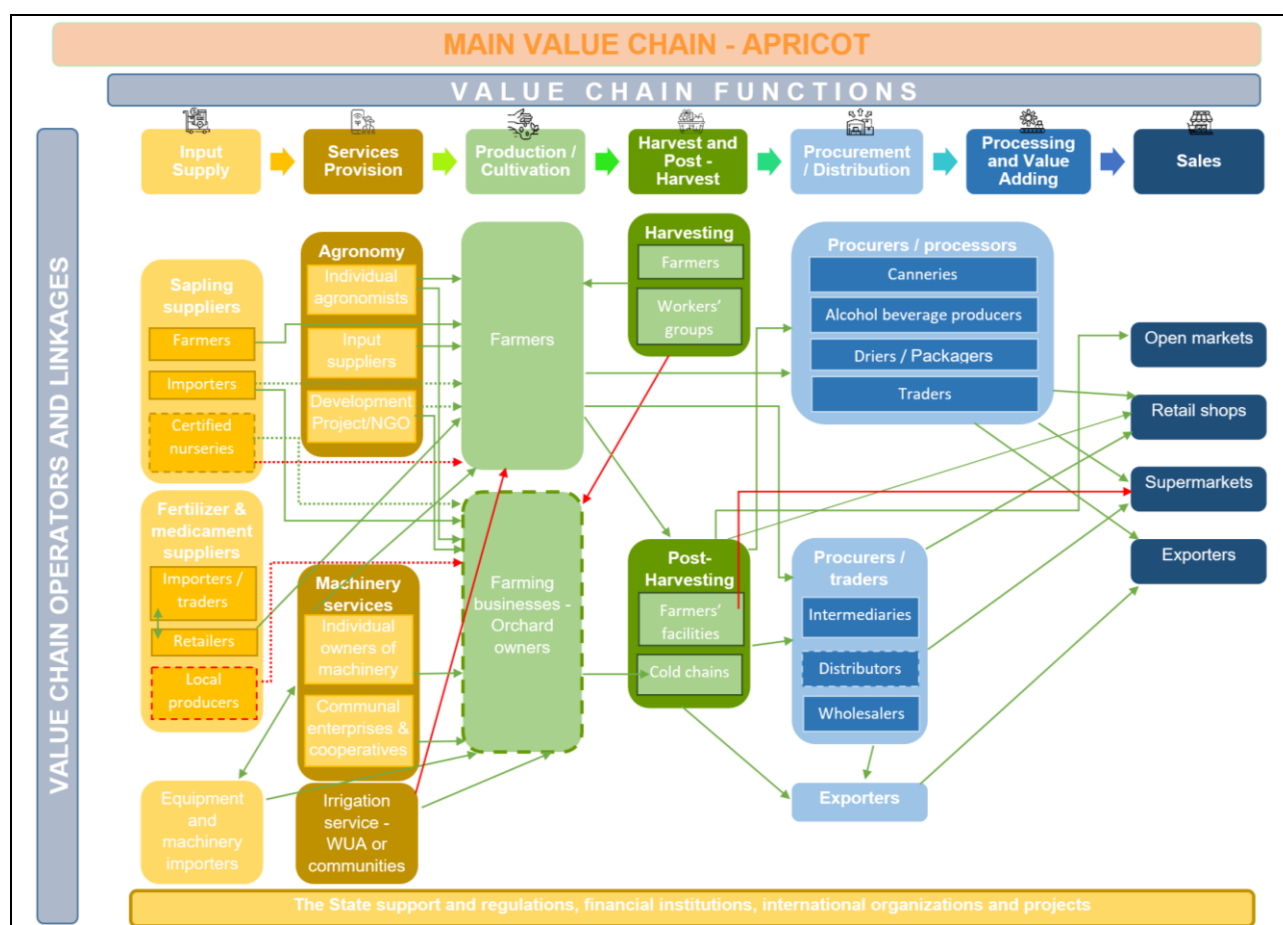 MAIN VALUE CHAIN - APRICOT
VALUE CHAIN FUNCTIONS
VALUE CHAIN OPERATORS AND LINKAGES
Input
Supply
Services
Provision
Production /
Cultivation
Harvest and
Post -
Harvest
Procurement
/ Distribution
Processing
and Value
Adding
Sales
Sapling
suppliers
Farmers
Importers
Certified
nurseries
Fertilizer &
medicament
suppliers
Importers /
traders
Retailers
Local
producers
Equipment
and
machinery
importers
Agronomy
Individual
agronomists
Input
suppliers
Development
Project/NGO
Machinery
services
Individual
owners of
machinery
Communal
enterprises &
cooperatives
Irrigation
service -
WUA or
communities
Farmers
Farming
businesses -
Orchard
owners
Harvesting
Farmers
Workers'
groups
Post-
Harvesting
Farmers'
facilities
Cold chains
Procurers / processors
Canneries
Alcohol beverage producers
Driers / Packagers
Traders
Procurers /
traders
Intermediaries
Distributors
Wholesalers
Exporters
Open markets
Retail shops
Supermarkets
Exporters
The State support and regulations, financial institutions, international organizations and projects